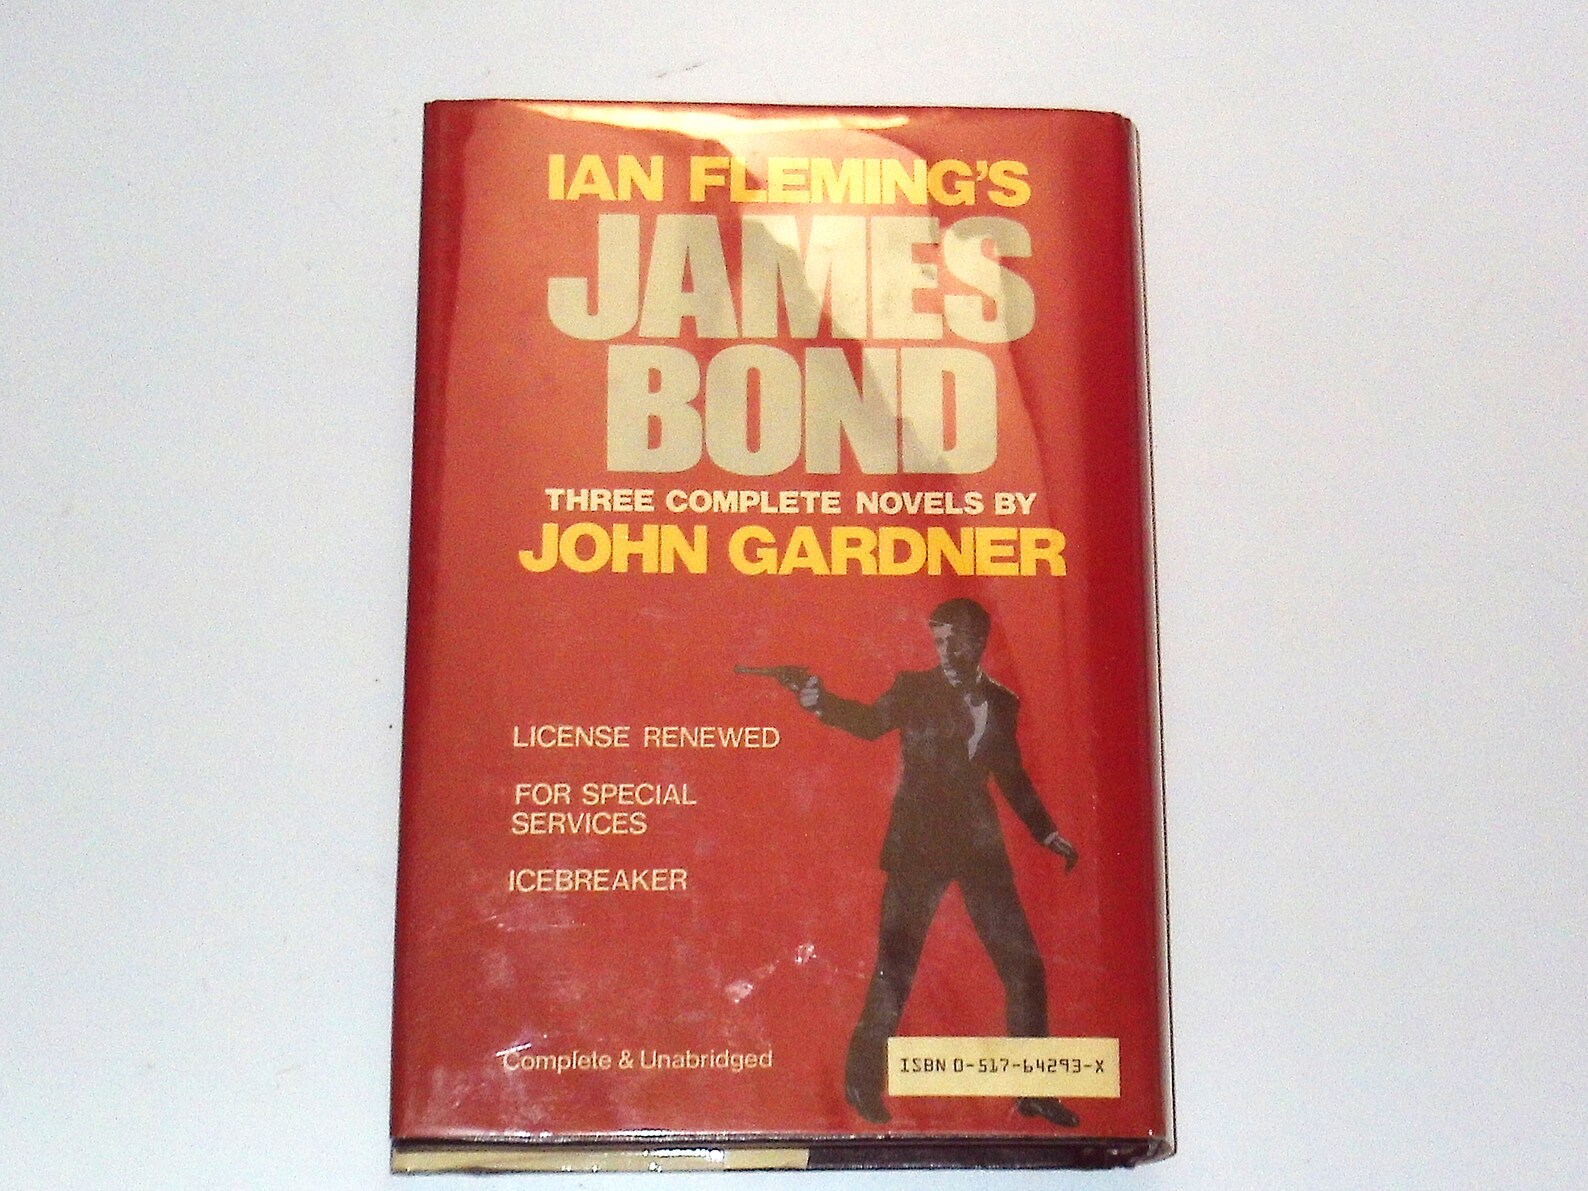 IAN FLEMING'S
JAMES
BOND
THREE COMPLETE NOVELS BY
JOHN GARDNER
LICENSE RENEWED
FOR SPECIAL
SERVICES
ICEBREAKER
Complete & Unabridged
ISBN 0-517-64293-X